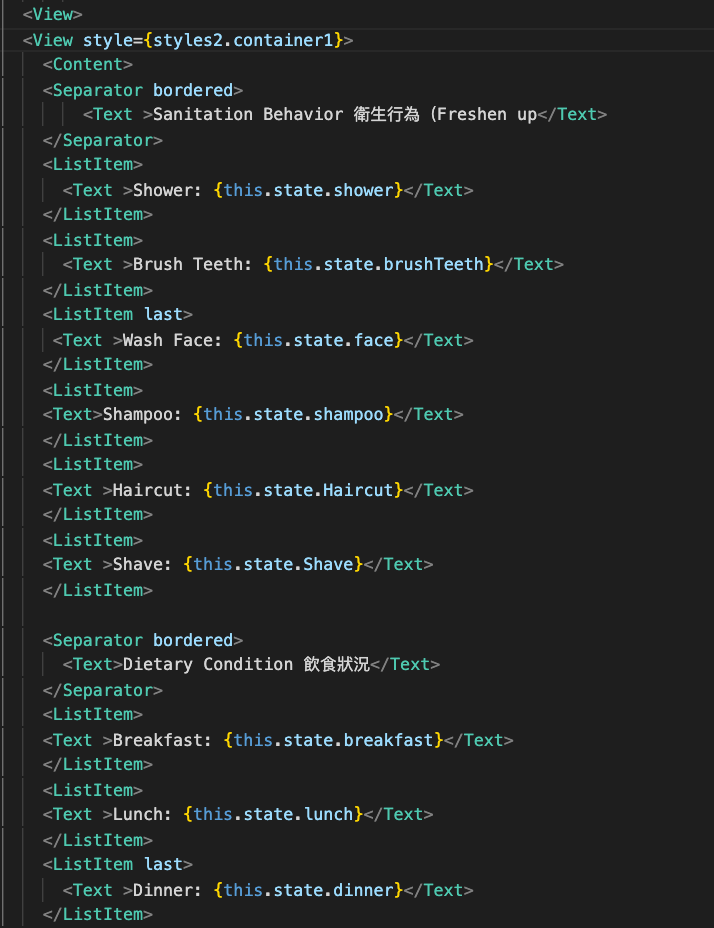 <View>
<View style={styles2.container1}>
<Content>
<Separator bordered>
<Text >Sanitation Behavior 衛生行為 (Freshen up</Text>
</Separator>
<ListItem>
<Text >Shower: {this.state.shower}</Text>
</ListItem>
<ListItem>
<Text >Brush Teeth: {this.state.brushTeeth}</Text>
</ListItem>
<ListItem last>
<Text >Wash Face: {this.state.face}</Text>
</ListItem>
<ListItem>
<Text>Shampoo: {this.state.shampoo}</Text>
</ListItem>
<ListItem>
<Text >Haircut: {this.state.Haircut}</Text>
</ListItem>
<ListItem>
<Text >Shave: {this.state.Shave}</Text>
</ListItem>
<Separator bordered>
<Text>Dietary Condition 飲食狀況</Text>
</Separator>
<ListItem>
<Text >Breakfast: {this.state.breakfast}</Text>
</ListItem>
<ListItem>
<Text >Lunch: {this.state.lunch}</Text>
</ListItem>
<ListItem last>
<Text >Dinner: {this.state.dinner}</Text>
</ListItem>